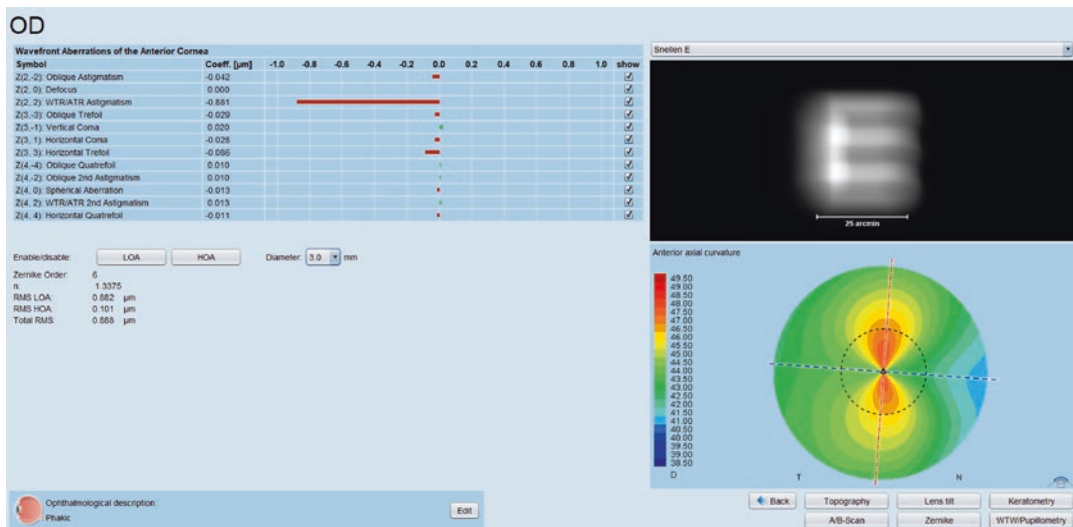 OD
Wavefront Aberrations of the Anterior Cornea
Symbol Coeff. [μm] -1.0 -0.8 -0.6 -0.4 -0.2 0.0 0.2 0.4 0.6 0.8 1.0 show
Z(2,-2): Oblique Astigmatism -0.042
Z(2, 0): Defocus 0.000
Z(2, 2): WTR/ATR Astigmatism -0.881
Z(3,-3): Oblique Trefoil -0.029
Z(3,-1): Vertical Coma 0.020
Z(3, 1): Horizontal Coma -0.028
Z(3, 3): Horizontal Trefoil -0.086
Z(4,-4): Oblique Quatrefoil 0.010
Z(4,-2): Oblique 2nd Astigmatism 0.010
Z(4, 0): Spherical Aberration -0.013
Z(4, 2): WTR/ATR 2nd Astigmatism 0.013
Z(4, 4): Horizontal Quatrefoil -0.011
Enable/disable: LOA HOA Diameter: 3.0 mm
Zernike Order: 6
n: 1.3375
RMS LOA: 0.882 μm
RMS HOA: 0.101 μm
Total RMS: 0.888 μm
Snellen E
E
25 arcmin
Anterior axial curvature
49.50
49.00
48.50
48.00
47.50
47.00
46.50
46.00
45.50
45.00
44.50
44.00
43.50
43.00
42.50
42.00
41.50
41.00
40.50
40.00
39.50
39.00
38.50
D
T N
Ophthalmological description:
Phakic
Edit
Back Topography Lens tilt Keratometry
A/B-Scan Zernike WTW/Pupillometry